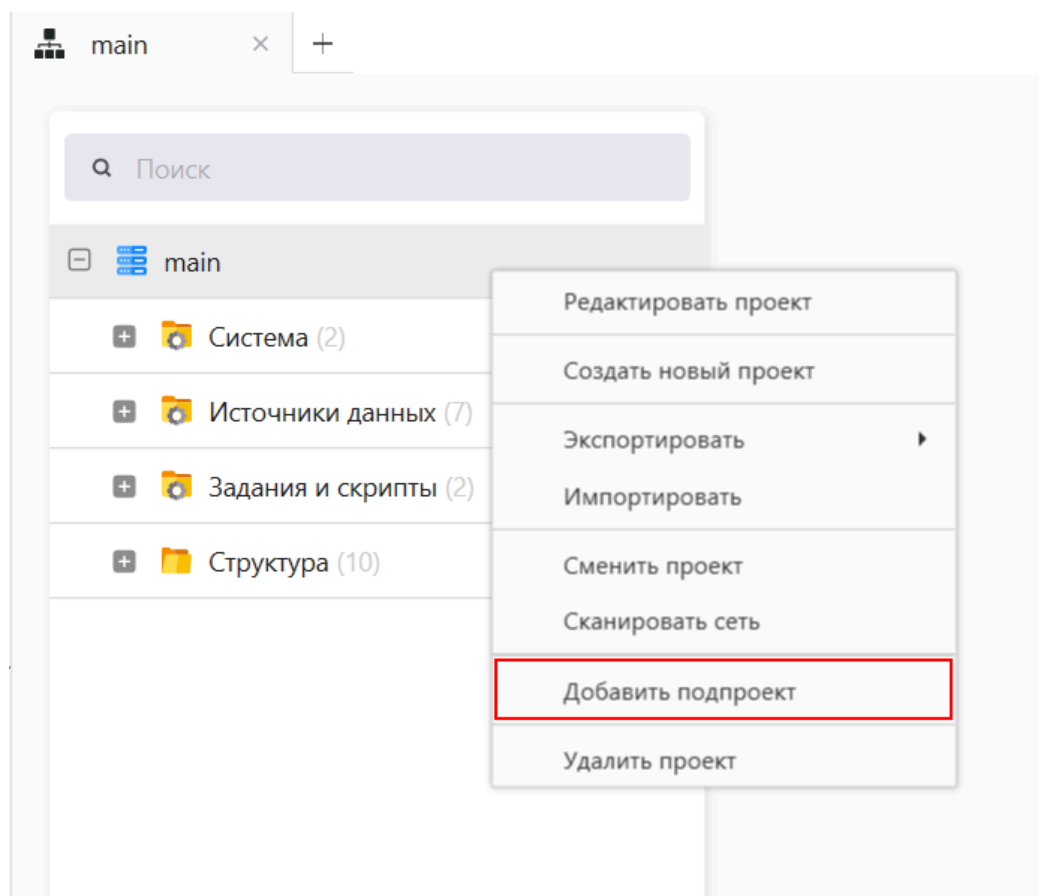 main
Поиск
main
Система (2)
Источники данных (7)
Задания и скрипты (2)
Структура (10)
Редактировать проект
Создать новый проект
Экспортировать
Импортировать
Сменить проект
Сканировать сеть
Добавить подпроект
Удалить проект